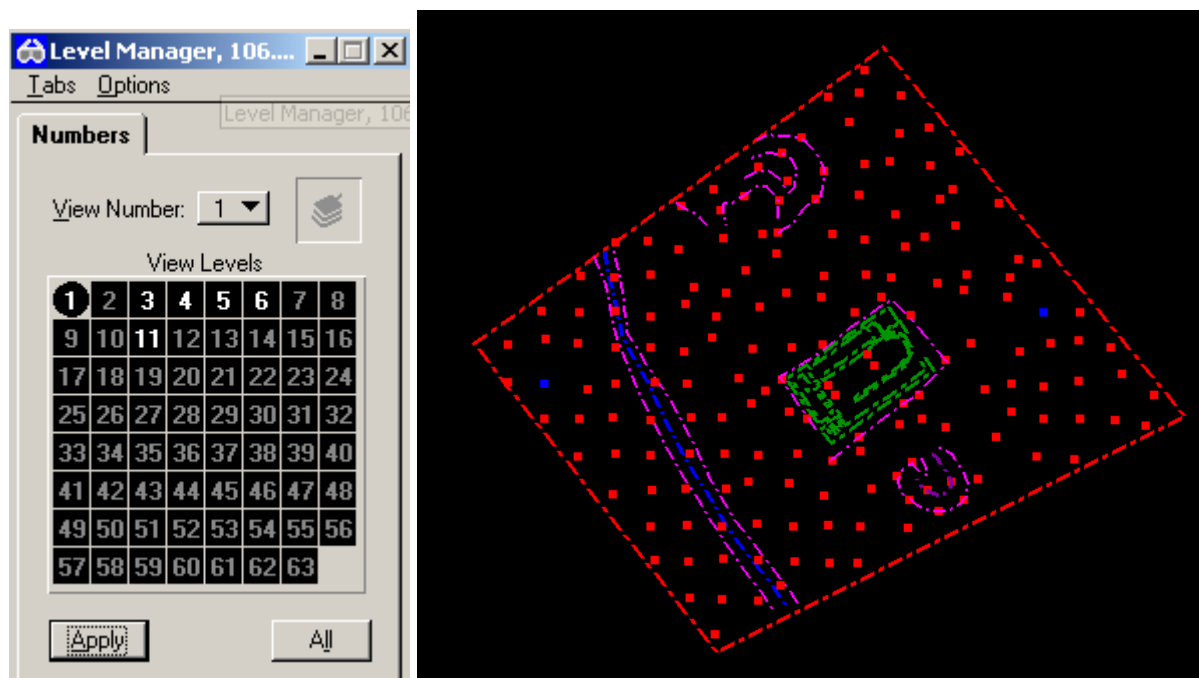 Level Manager, 106....
Tabs Options
Level Manager, 106
Numbers
View Number: 1
View Levels
1 2 3 4 5 6 7 8
9 10 11 12 13 14 15 16
17 18 19 20 21 22 23 24
25 26 27 28 29 30 31 32
33 34 35 36 37 38 39 40
41 42 43 44 45 46 47 48
49 50 51 52 53 54 55 56
57 58 59 60 61 62 63
Apply All